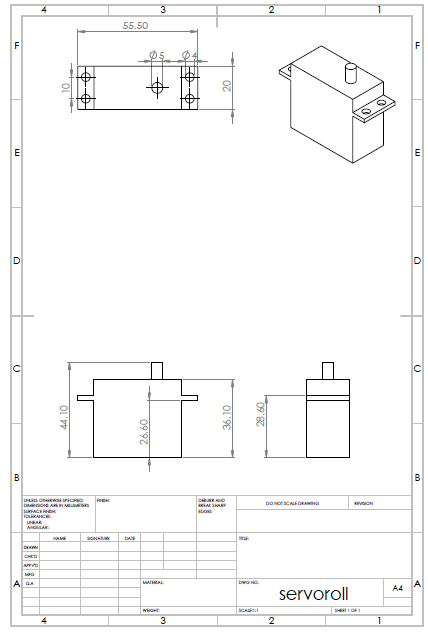 4 3 2 1
F F
55.50
Ø5 Ø4
10
20
E E
D D
C C
44.10
26.60
36.10
28.60
B B
UNLESS OTHERWISE SPECIFIED:
DIMENSIONS ARE IN MILLIMETERS
SURFACE FINISH:
TOLERANCES:
LINEAR:
ANGULAR:
FINISH:
DEBURR AND
BREAK SHARP
EDGES
DO NOT SCALE DRAWING
REVISION
NAME SIGNATURE DATE
TITLE:
DRAWN
CHK'D
APPV'D
MFG
Q.A
MATERIAL:
DWG NO.
servoroll
A4
WEIGHT:
SCALE:1:1
SHEET 1 OF 1
A A
4 3 2 1